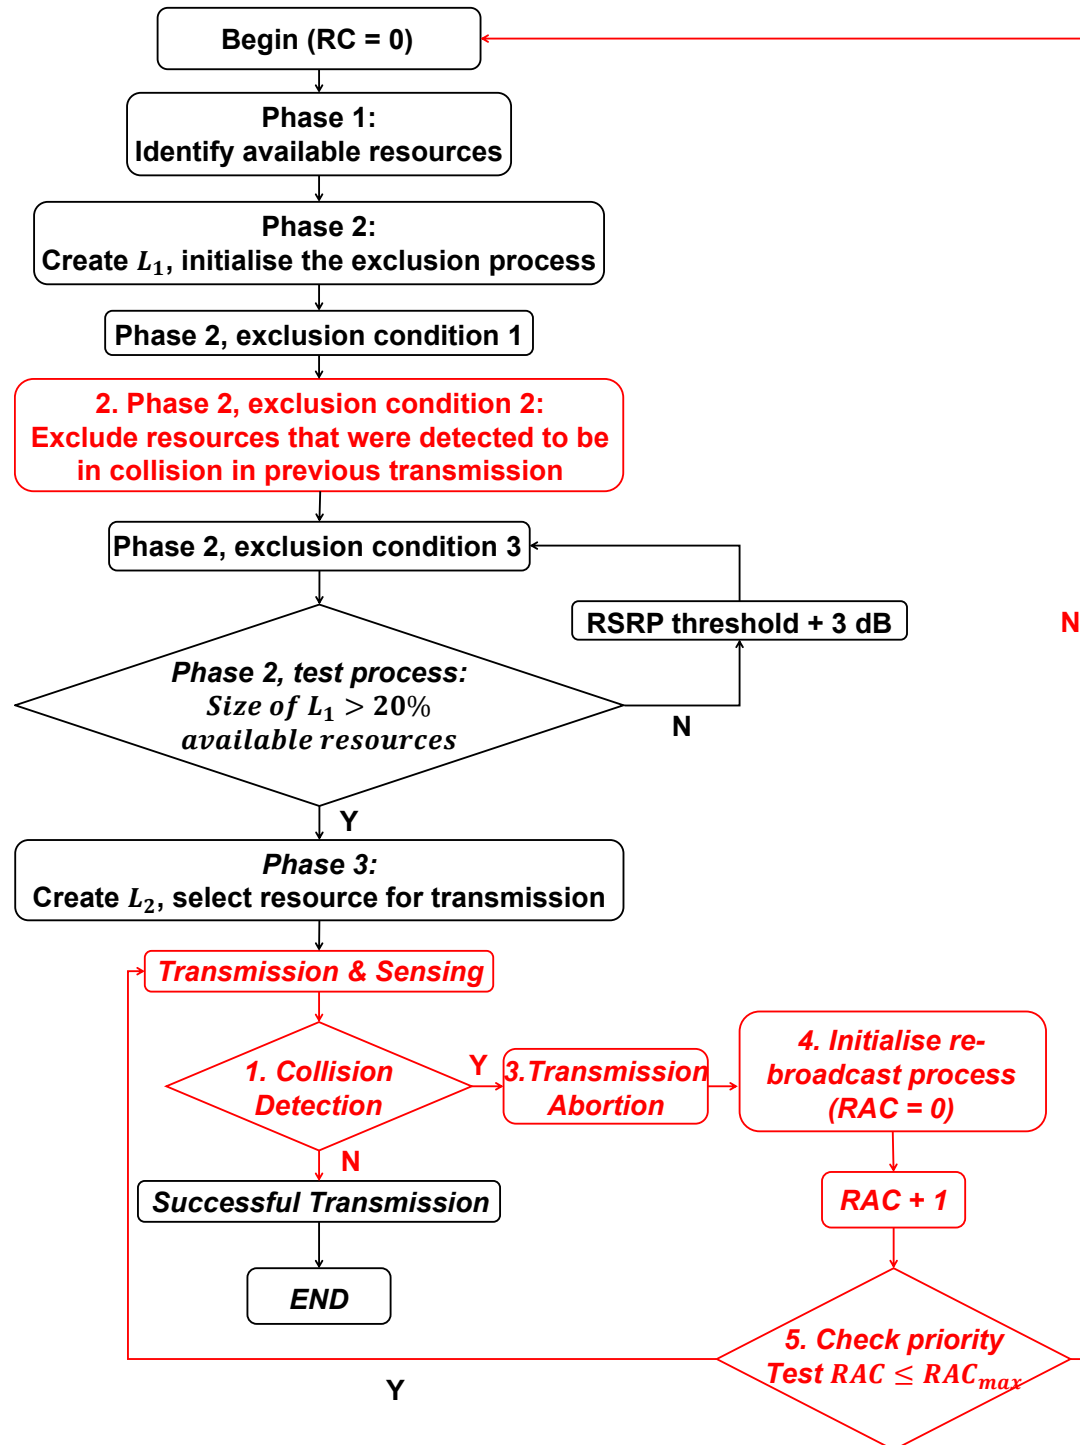 Begin (RC = 0)
Phase 1:
Identify available resources
Phase 2:
Create L₁, initialise the exclusion process
Phase 2, exclusion condition 1
2. Phase 2, exclusion condition 2:
Exclude resources that were detected to be
in collision in previous transmission
Phase 2, exclusion condition 3
RSRP threshold + 3 dB
N
Phase 2, test process:
Size of L₁ > 20%
available resources
N
Y
Phase 3:
Create L₂, select resource for transmission
Transmission & Sensing
1. Collision
Detection
Y
3.Transmission
Abortion
4. Initialise re-
broadcast process
(RAC = 0)
N
RAC + 1
Successful Transmission
END
5. Check priority
Test RAC ≤ RACₘₐₓ
Y